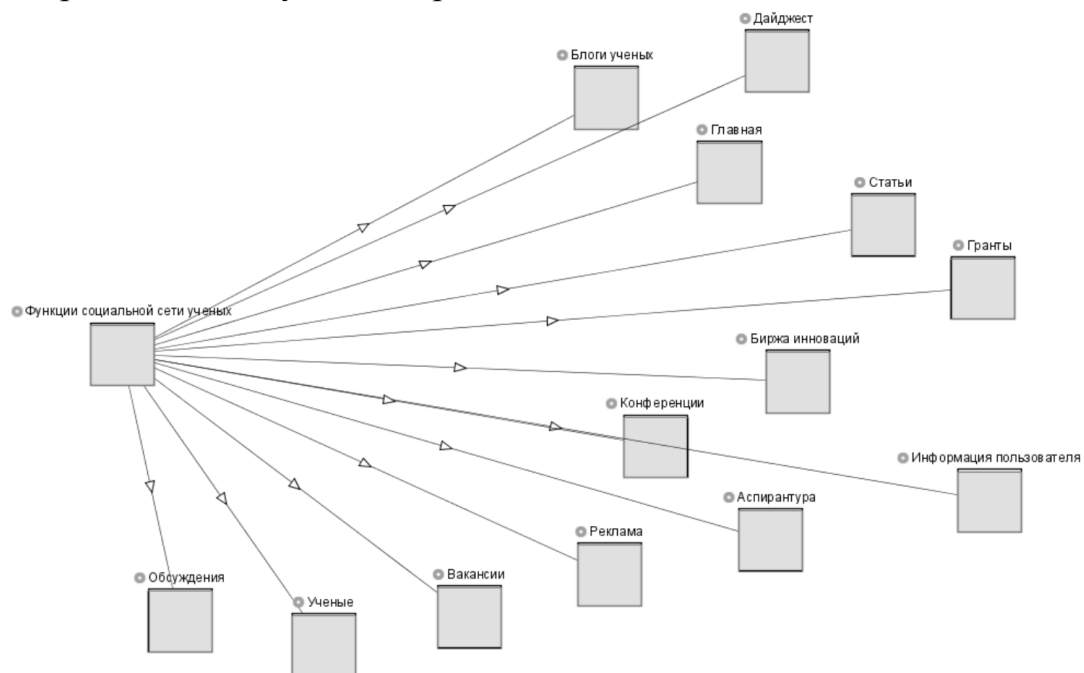 Дайджест
Блоги ученых
Главная
Статьи
Гранты
Функции социальной сети ученых
Биржа инноваций
Конференции
Информация пользователя
Аспирантура
Реклама
Вакансии
Обсуждения
Ученые